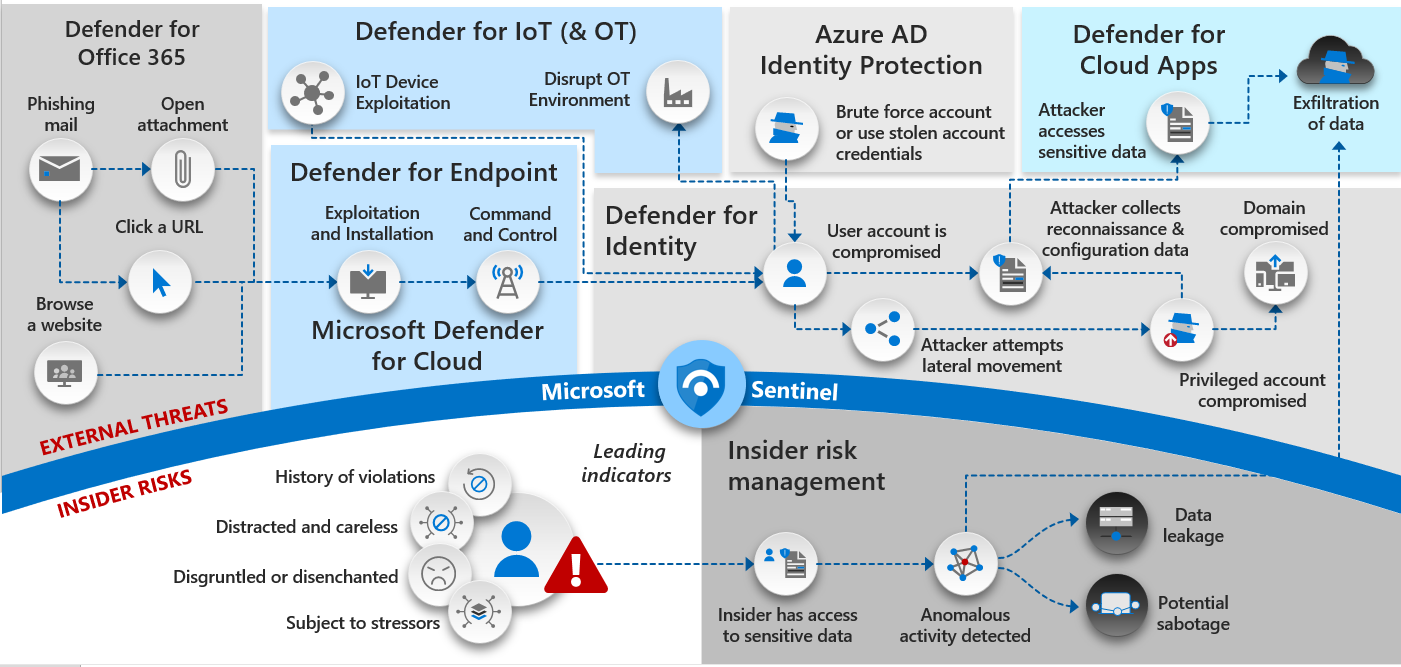 Defender for
Office 365
Phishing
mail
Open
attachment
Click a URL
Browse
a website
EXTERNAL THREATS
Defender for IoT (& OT)
IoT Device
Exploitation
Disrupt OT
Environment
Defender for Endpoint
Exploitation
and Installation
Command
and Control
Microsoft Defender
for Cloud
Azure AD
Identity Protection
Brute force account
or use stolen account
credentials
Defender for
Cloud Apps
Attacker
accesses
sensitive data
Exfiltration
of data
Defender for
Identity
User account is
compromised
Attacker collects
reconnaissance &
configuration data
Domain
compromised
Attacker attempts
lateral movement
Privileged account
compromised
Microsoft Sentinel
INSIDER RISKS
Leading
indicators
History of violations
Distracted and careless
Disgruntled or disenchanted
Subject to stressors
Insider risk
management
Insider has access
to sensitive data
Anomalous
activity detected
Data
leakage
Potential
sabotage